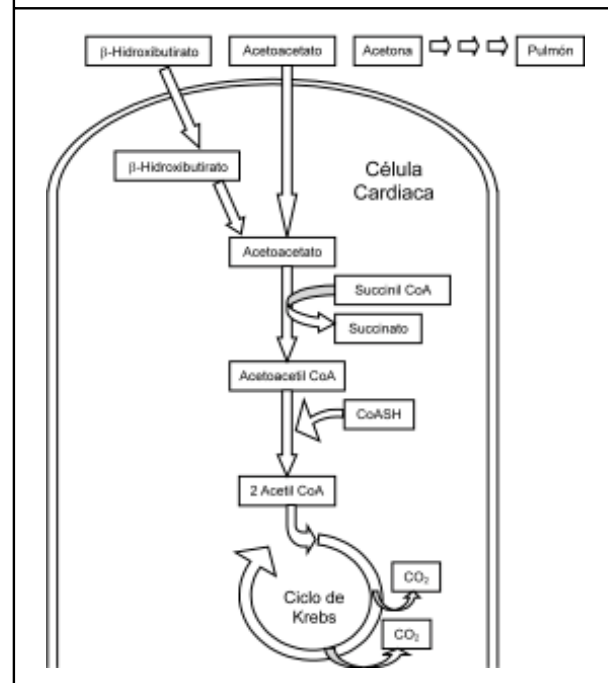 β-Hidroxibutirato
Acetoacetato
Acetona
Pulmón
β-Hidroxibutirato
Célula
Cardiaca
Acetoacetato
Succinil CoA
Succinato
Acetoacetil CoA
CoASH
2 Acetil CoA
Ciclo de
Krebs
CO₂
CO₂